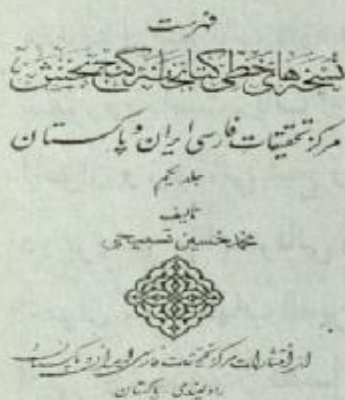 فهرست
نسخه‌های خطی کتابخانه گنج بخش
مرکز تحقیقات فارسی ایران و پاکستان
جلد یکم
تالیف
محمد حسین تسبیحی
از انتشارات مرکز تحقیقات فارسی ایران و پاکستان
راولپندی - پاکستان